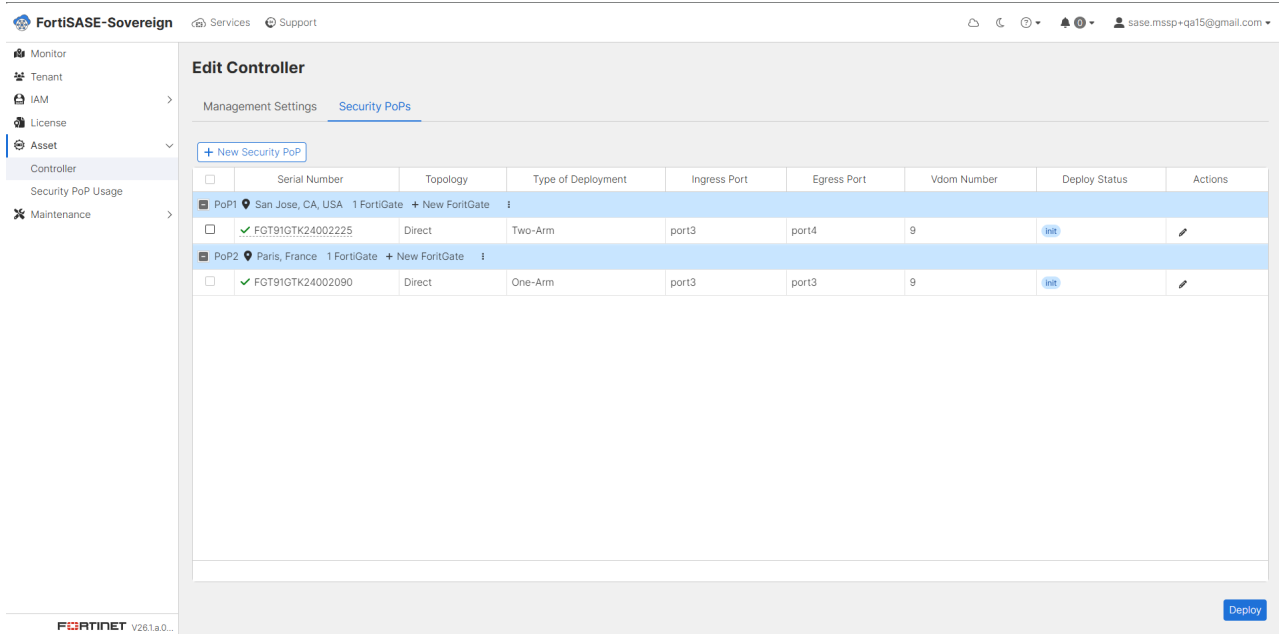 FortiSASE-Sovereign Services Support 0 sase.mssp+qa15@gmail.com
Monitor
Tenant
IAM
License
Asset
Controller
Security PoP Usage
Maintenance
Edit Controller
Management Settings Security PoPs
+ New Security PoP
Serial Number Topology Type of Deployment Ingress Port Egress Port Vdom Number Deploy Status Actions
PoP1 San Jose, CA, USA 1 FortiGate + New ForitGate
FGT91GTK24002225 Direct Two-Arm port3 port4 9 init
PoP2 Paris, France 1 FortiGate + New ForitGate
FGT91GTK24002090 Direct One-Arm port3 port3 9 init
Deploy
FORTINET V26.1.a.0...